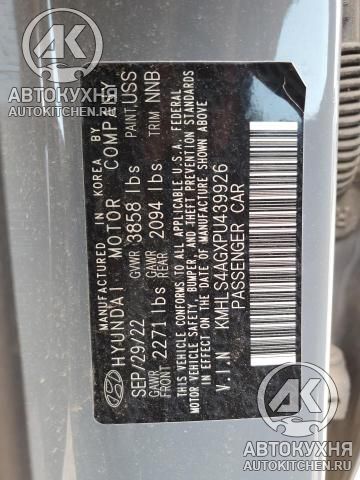 АВТОКУХНЯ
AUTOKITCHEN.RU
АВТОКУХНЯ
AUTOKITCHEN.RU
MANUFACTURED IN KOREA BY
HYUNDAI MOTOR COMPANY
SEP/29/22 GVWR 3858 lbs PAINT USS
GAWR FRONT 2271 lbs GAWR REAR 2094 lbs TRIM NNB
THIS VEHICLE CONFORMS TO ALL APPLICABLE U.S.A. FEDERAL
MOTOR VEHICLE SAFETY, BUMPER, AND THEFT PREVENTION
STANDARDS IN EFFECT ON THE DATE OF MANUFACTURE
SHOWN ABOVE.
V.I.N KMHLS4AGXPU439926
PASSENGER CAR
АВТОКУХНЯ
AUTOKITCHEN.RU